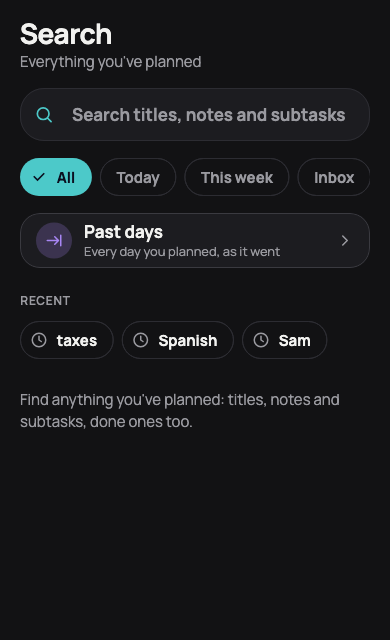 Search
Everything you've planned
Search titles, notes and subtasks
All
Today
This week
Inbox
Past days
Every day you planned, as it went
RECENT
taxes
Spanish
Sam
Find anything you've planned: titles, notes and
subtasks, done ones too.